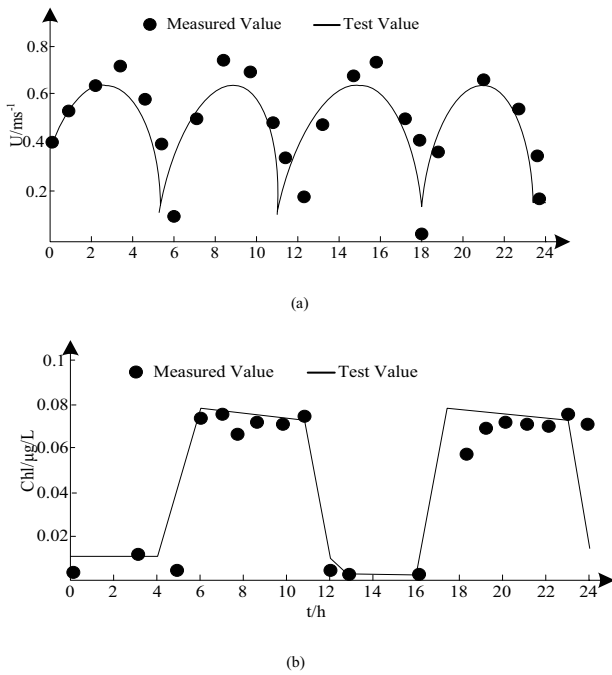 Measured Value Test Value
0.8
0.6
0.4
0.2
U/ms-1
0 2 4 6 8 10 11 14 16 18 21 22 24
(a)
Measured Value Test Value
0.1
0.08
0.06
0.04
0.02
Chl/μg/L
0 2 4 6 8 10 12 14 16 18 20 22 24
t/h
(b)